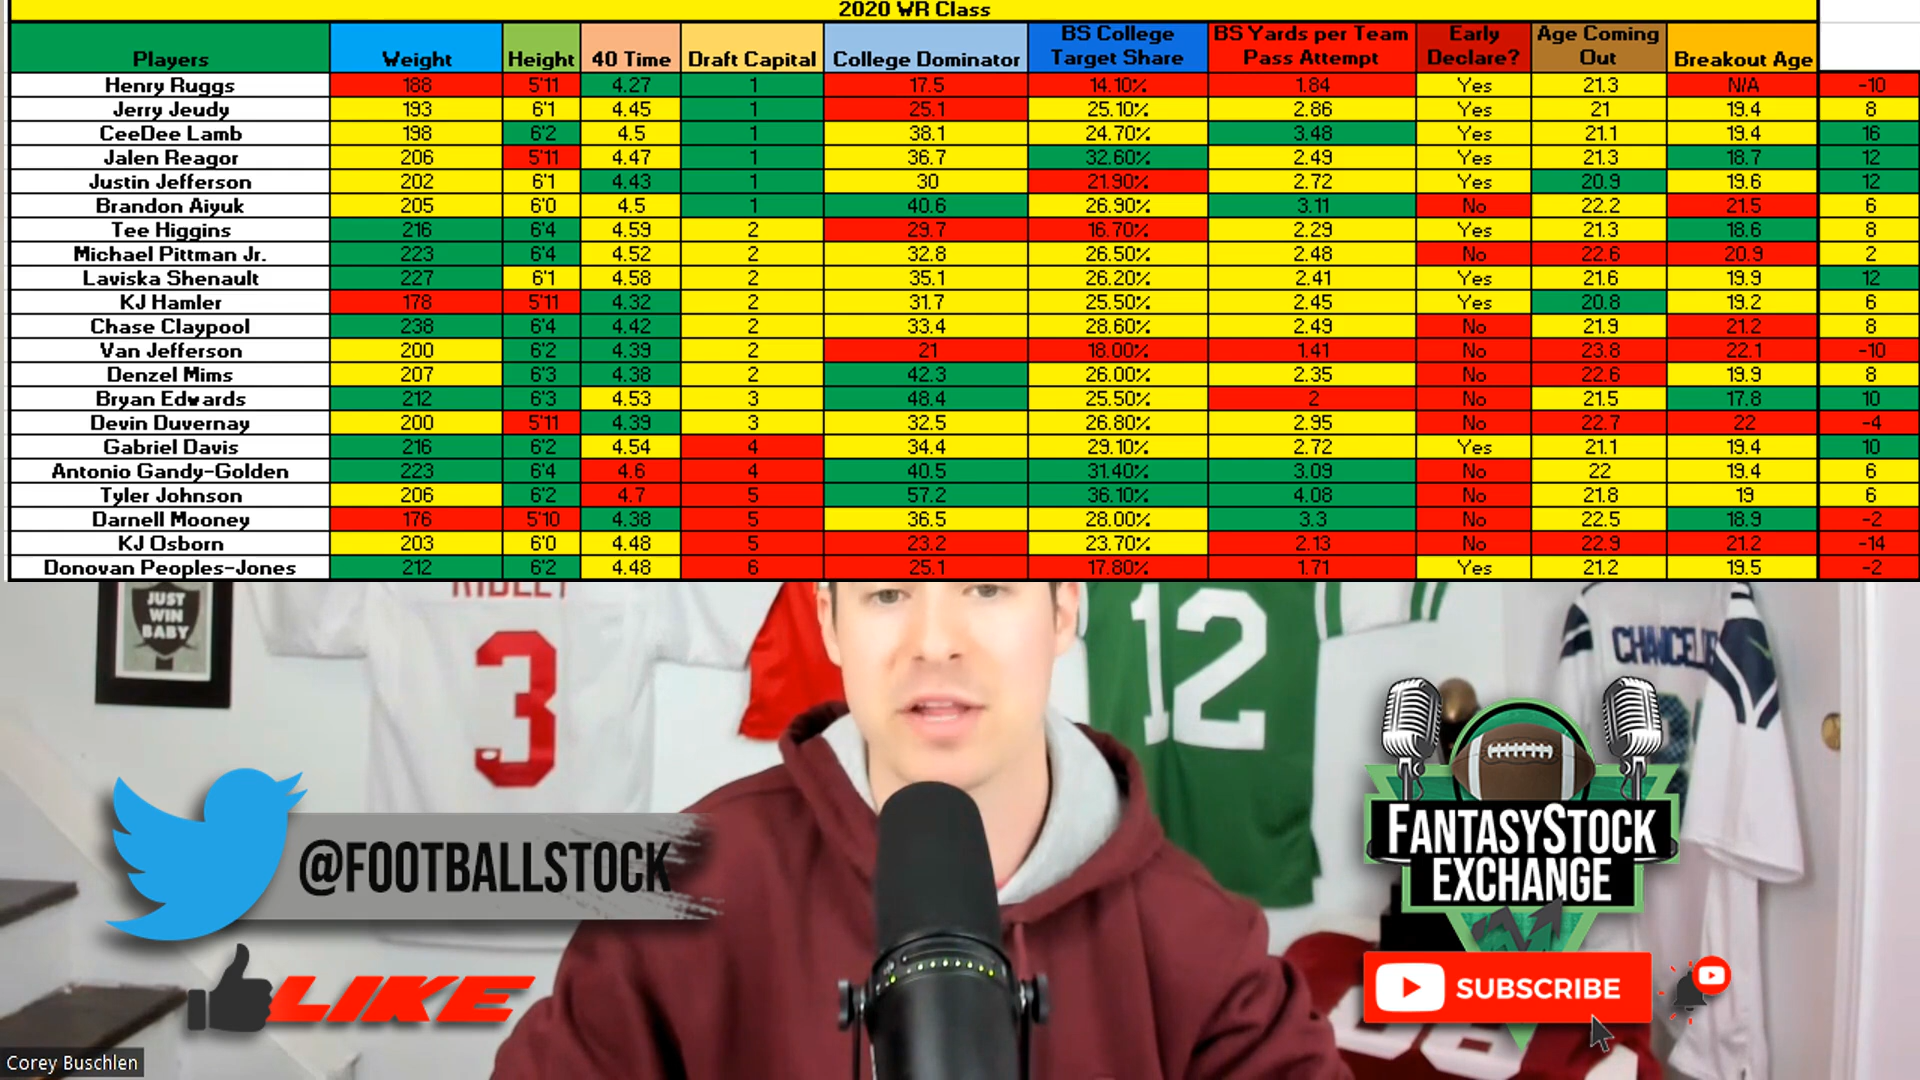 2020 WR Class
Players Weight Height 40 Time Draft Capital College Dominator BS College Target Share BS Yards per Team Pass Attempt Early Declare? Age Coming Out Breakout Age
Henry Ruggs 188 5'11 4.27 1 17.5 14.10% 1.84 Yes 21.3 N/A -10
Jerry Jeudy 193 6'1 4.45 1 25.1 25.10% 2.86 Yes 21 19.4 8
CeeDee Lamb 198 6'2 4.5 1 38.1 24.70% 3.48 Yes 21.1 19.4 16
Jalen Reagor 206 5'11 4.47 1 36.7 32.60% 2.49 Yes 21.3 18.7 12
Justin Jefferson 202 6'1 4.43 1 30 21.90% 2.72 Yes 20.9 19.6 12
Brandon Aiyuk 205 6'0 4.5 1 40.6 26.90% 3.11 No 22.2 21.5 6
Tee Higgins 216 6'4 4.59 2 29.7 16.70% 2.29 Yes 21.3 18.6 8
Michael Pittman Jr. 223 6'4 4.52 2 32.8 26.50% 2.48 No 22.6 20.9 2
Laviska Shenault 227 6'1 4.58 2 35.1 26.20% 2.41 Yes 21.6 19.9 12
KJ Hamler 178 5'11 4.32 2 31.7 25.50% 2.45 Yes 20.8 19.2 6
Chase Claypool 238 6'4 4.42 2 33.4 28.60% 2.49 No 21.9 21.2 8
Van Jefferson 200 6'2 4.39 2 21 18.00% 1.41 No 23.8 22.1 -10
Denzel Mims 207 6'3 4.38 2 42.3 26.00% 2.35 No 22.6 19.9 8
Bryan Edwards 212 6'3 4.53 3 48.4 25.50% 2 No 21.5 17.8 10
Devin Duvernay 200 5'11 4.39 3 32.5 26.80% 2.95 No 22.7 22 -4
Gabriel Davis 216 6'2 4.54 4 34.4 29.10% 2.72 Yes 21.1 19.4 10
Antonio Gandy-Golden 223 6'4 4.6 4 40.5 31.40% 3.09 No 22 19.4 6
Tyler Johnson 206 6'2 4.7 5 57.2 36.10% 4.08 No 21.8 19 6
Darnell Mooney 176 5'10 4.38 5 36.5 28.00% 3.3 No 22.5 18.9 -2
KJ Osborn 203 6'0 4.48 5 23.2 23.70% 2.13 No 22.9 21.2 -14
Donovan Peoples-Jones 212 6'2 4.48 6 25.1 17.80% 1.71 Yes 21.2 19.5 -2
RIDLEY
3
JUST
WIN
BABY
12
@FOOTBALLSTOCK
LIKE
FANTASYSTOCK
EXCHANGE
SUBSCRIBE
Corey Buschlen